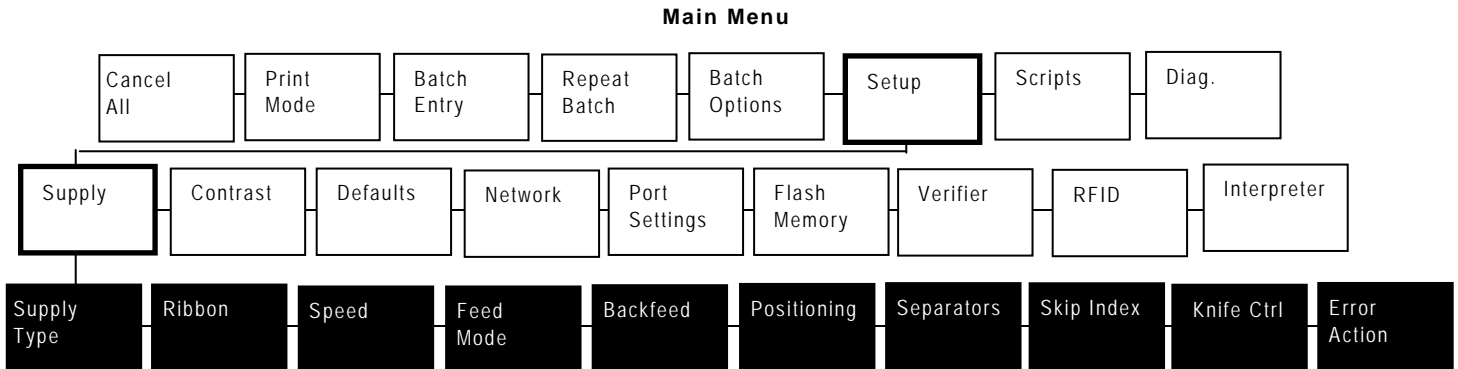 Main Menu
Cancel
All
Print
Mode
Batch
Entry
Repeat
Batch
Batch
Options
Setup
Scripts
Diag.
Supply
Contrast
Defaults
Network
Port
Settings
Flash
Memory
Verifier
RFID
Interpreter
Supply
Type
Ribbon
Speed
Feed
Mode
Backfeed
Positioning
Separators
Skip Index
Knife Ctrl
Error
Action